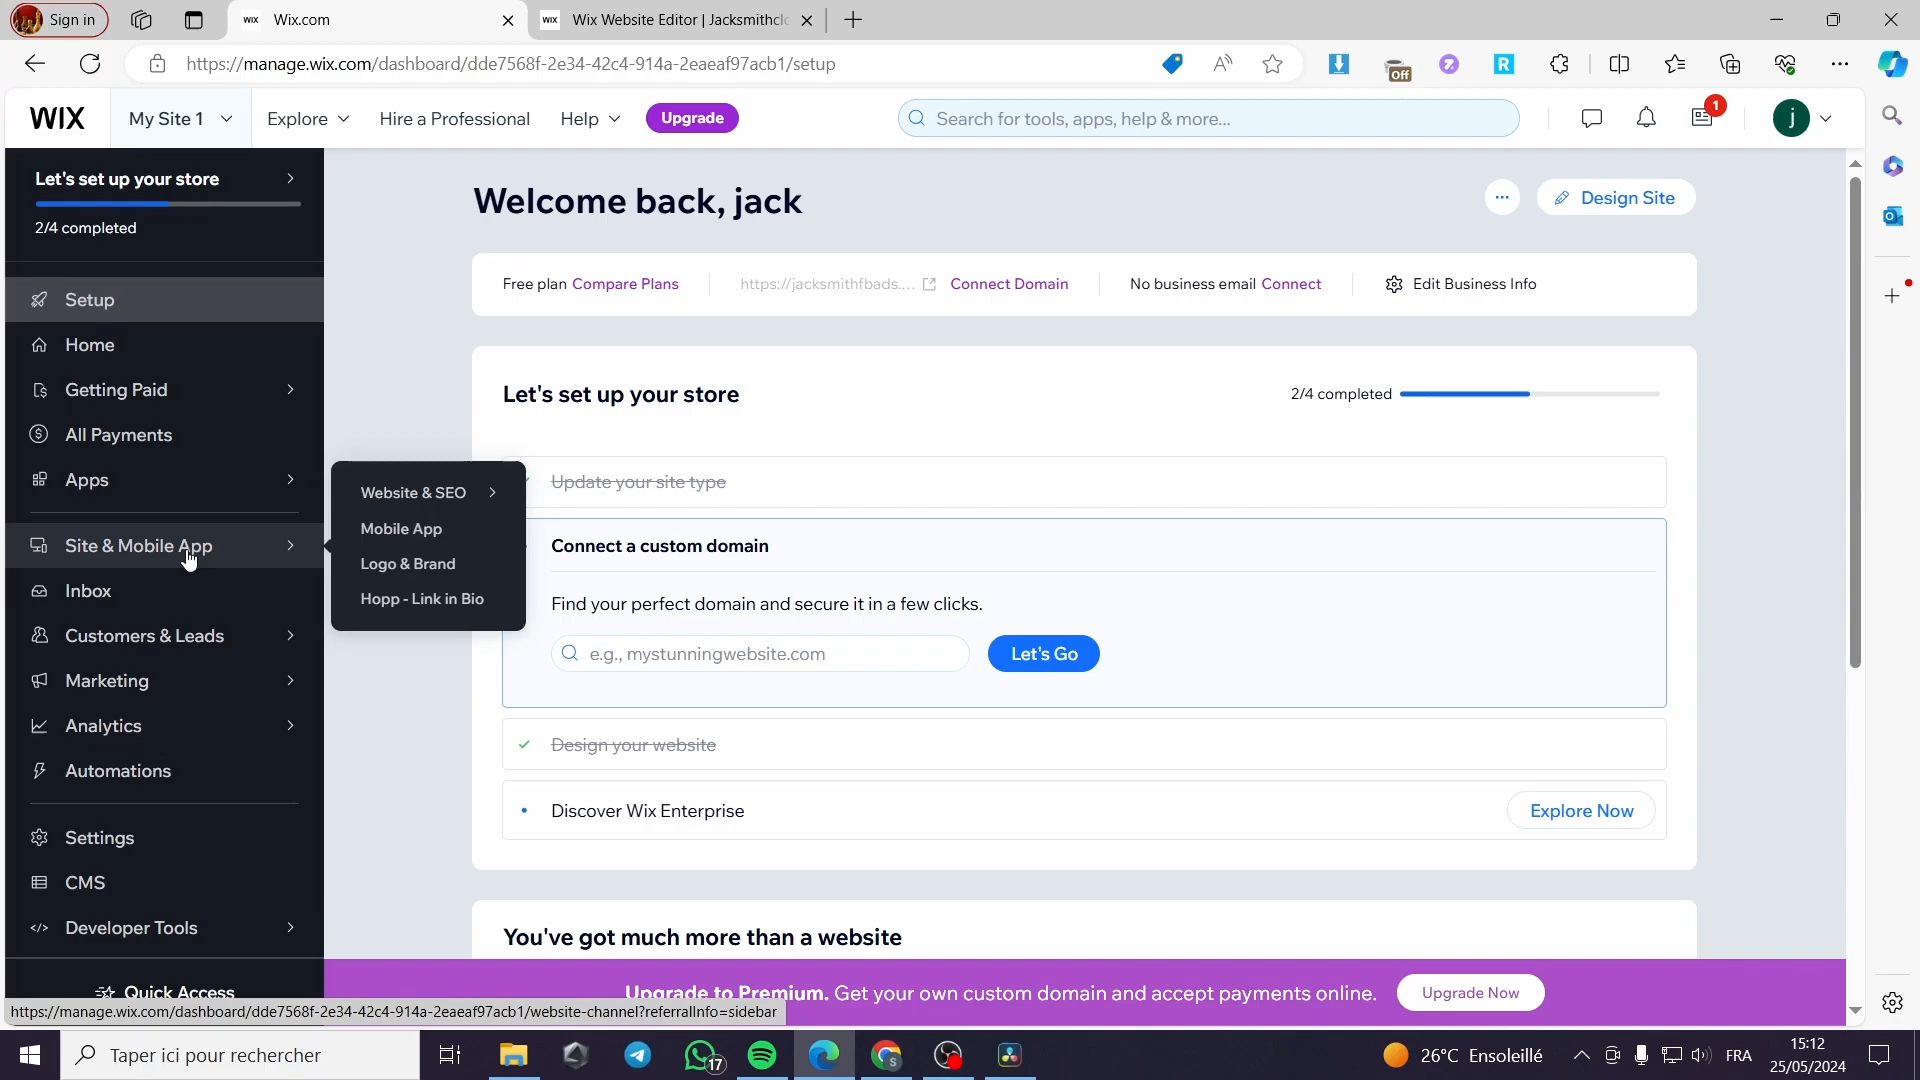 Sign in
WIX Wix.com
WIX Wix Website Editor | Jacksmithclo
https://manage.wix.com/dashboard/dde7568f-2e34-42c4-914a-2eaeaf97acb1/setup
A
Off
R
WIX
My Site 1
Explore
Hire a Professional
Help
Upgrade
Search for tools, apps, help & more...
1
j
Let's set up your store
2/4 completed
Setup
Home
Getting Paid
All Payments
Apps
Site & Mobile App
Inbox
Customers & Leads
Marketing
Analytics
Automations
Settings
CMS
Developer Tools
Quick Access
Website & SEO
Mobile App
Logo & Brand
Hopp - Link in Bio
Welcome back, jack
... Design Site
Free plan Compare Plans
https://jacksmithfbads.... Connect Domain
No business email Connect
Edit Business Info
Let's set up your store
2/4 completed
Update your site type
Connect a custom domain
Find your perfect domain and secure it in a few clicks.
e.g., mystunningwebsite.com
Let's Go
Design your website
Discover Wix Enterprise
Explore Now
You've got much more than a website
Upgrade to Premium. Get your own custom domain and accept payments online.
Upgrade Now
https://manage.wix.com/dashboard/dde7568f-2e34-42c4-914a-2eaeaf97acb1/website-channel?referralInfo=sidebar
Taper ici pour rechercher
17
S
26°C Ensoleillé
FRA
15:12
25/05/2024